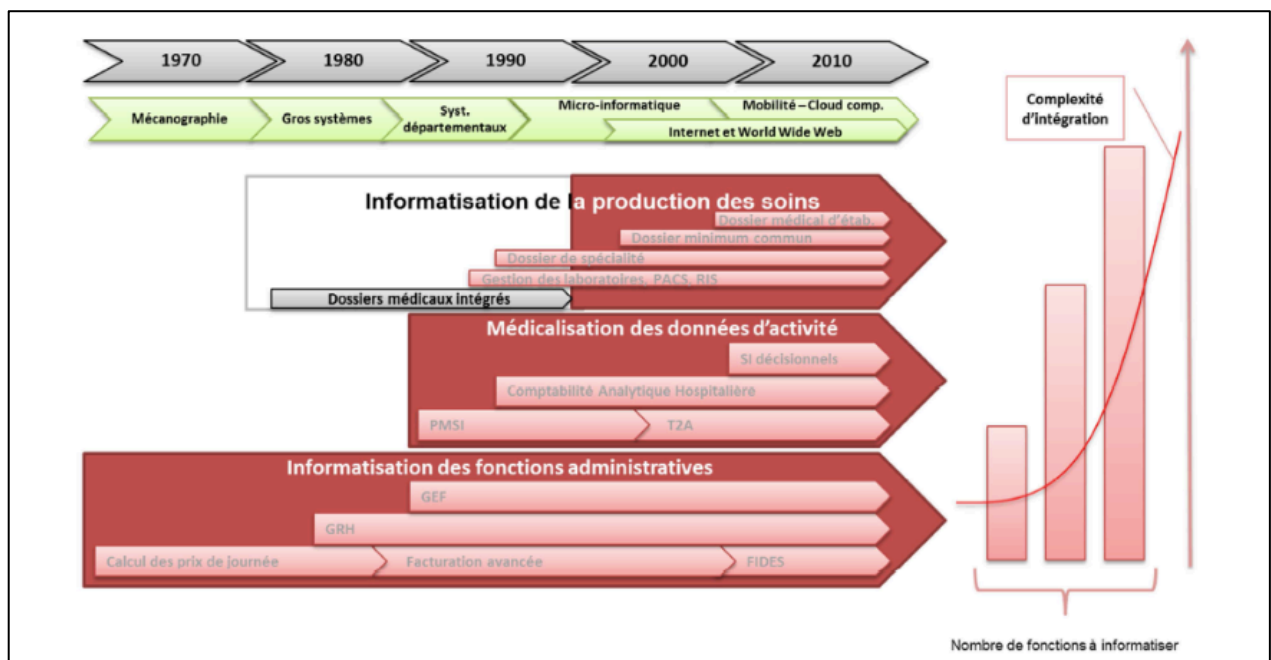 1970
1980
1990
2000
2010
Mécanographie
Gros systèmes
Syst.
départementaux
Micro-informatique
Mobilité – Cloud comp.
Internet et World Wide Web
Complexité
d'intégration
Informatisation de la production des soins
Dossier médical d'étab.
Dossier minimum commun
Dossier de spécialité
Gestion des laboratoires, PACS, RIS
Dossiers médicaux intégrés
Médicalisation des données d'activité
SI décisionnels
Comptabilité Analytique Hospitalière
PMSI
T2A
Informatisation des fonctions administratives
GEF
GRH
Calcul des prix de journée
Facturation avancée
FIDES
Nombre de fonctions à informatiser